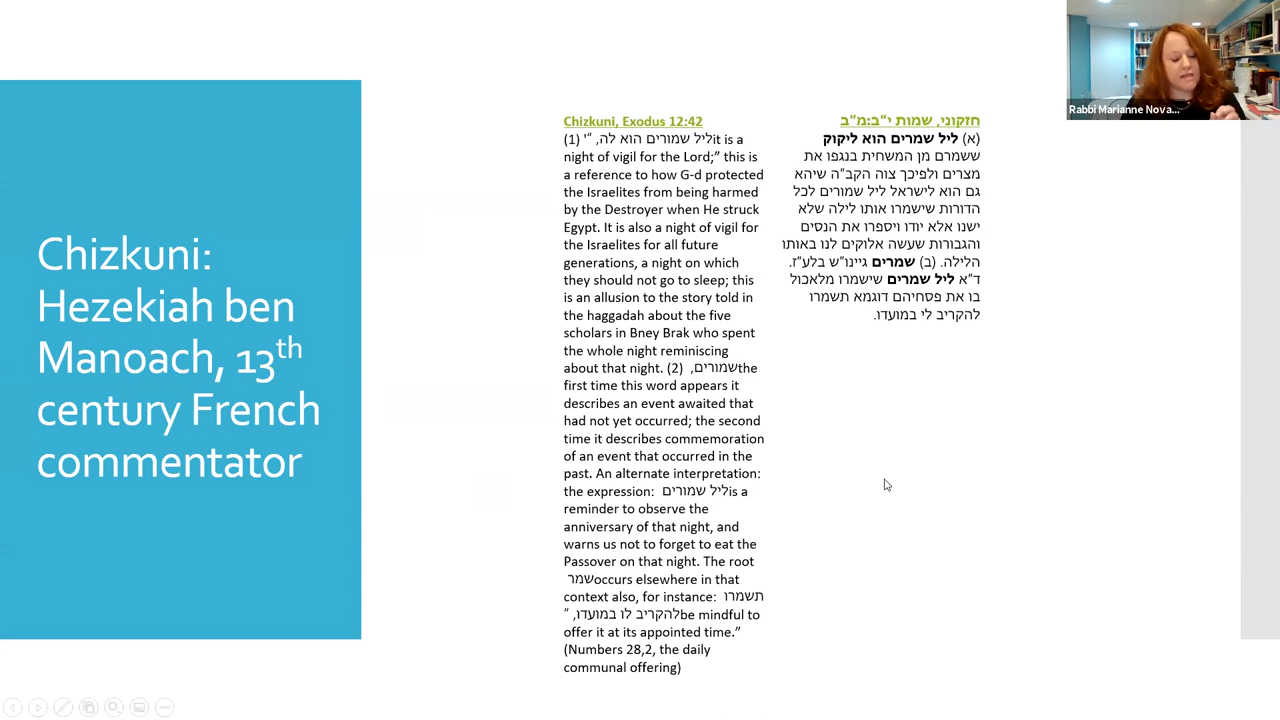 Chizkuni:
Hezekiah ben
Manoach, 13th
century French
commentator
Chizkuni, Exodus 12:42
(1) ליל שמורים הוא לה, “'it is a
night of vigil for the Lord;” this is
a reference to how G-d protected
the Israelites from being harmed
by the Destroyer when He struck
Egypt. It is also a night of vigil for
the Israelites for all future
generations, a night on which
they should not go to sleep; this
is an allusion to the story told in
the haggadah about the five
scholars in Bney Brak who spent
the whole night reminiscing
about that night. (2) שמורים,the
first time this word appears it
describes an event awaited that
had not yet occurred; the second
time it describes commemoration
of an event that occurred in the
past. An alternate interpretation:
the expression: ליל שמוריםis a
reminder to observe the
anniversary of that night, and
warns us not to forget to eat the
Passover on that night. The root
שמרoccurs elsewhere in that
context also, for instance: תשמרו
להקריב לו במועדו, “be mindful to
offer it at its appointed time.”
(Numbers 28,2, the daily
communal offering)
חזקוני, שמות י״ב:מ״ב
(א) ליל שמרים הוא ליקוק
ששמרם מן המשחית בנגפו את
מצרים ולפיכך צוה הקב״ה שיהא
גם הוא לישראל ליל שמורים לכל
הדורות שישמרו אותו לילה שלא
ישנו אלא יודו ויספרו את הנסים
והגבורות שעשה אלוקים לנו באותו
הלילה. (ב) שמרים גיינו״ש בלע״ז.
ד״א ליל שמרים שישמרו מלאכול
בו את פסחיהם דוגמא תשמרו
להקריב לי במועדו.
Rabbi Marianne Nova...